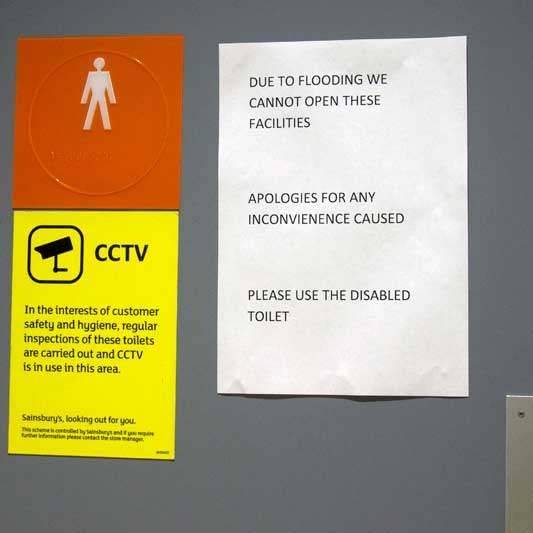 CCTV
In the interests of customer
safety and hygiene, regular
inspections of these toilets
are carried out and CCTV
is in use in this area.
Sainsbury's, looking out for you.
This scheme is controlled by Sainsbury's and if you require
further information please contact the store manager.
DUE TO FLOODING WE
CANNOT OPEN THESE
FACILITIES
APOLOGIES FOR ANY
INCONVIENENCE CAUSED
PLEASE USE THE DISABLED
TOILET